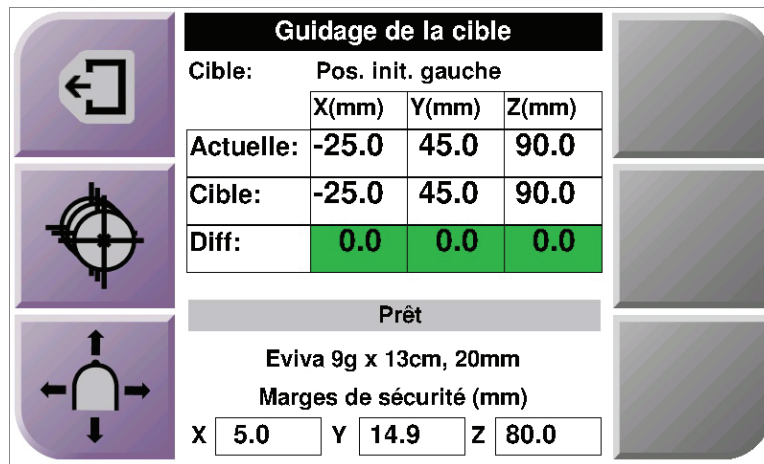 Guidage de la cible
Cible: Pos. init. gauche
X(mm) Y(mm) Z(mm)
Actuelle: -25.0 45.0 90.0
Cible: -25.0 45.0 90.0
Diff: 0.0 0.0 0.0
Prêt
Eviva 9g x 13cm, 20mm
Marges de sécurité (mm)
X 5.0 Y 14.9 Z 80.0